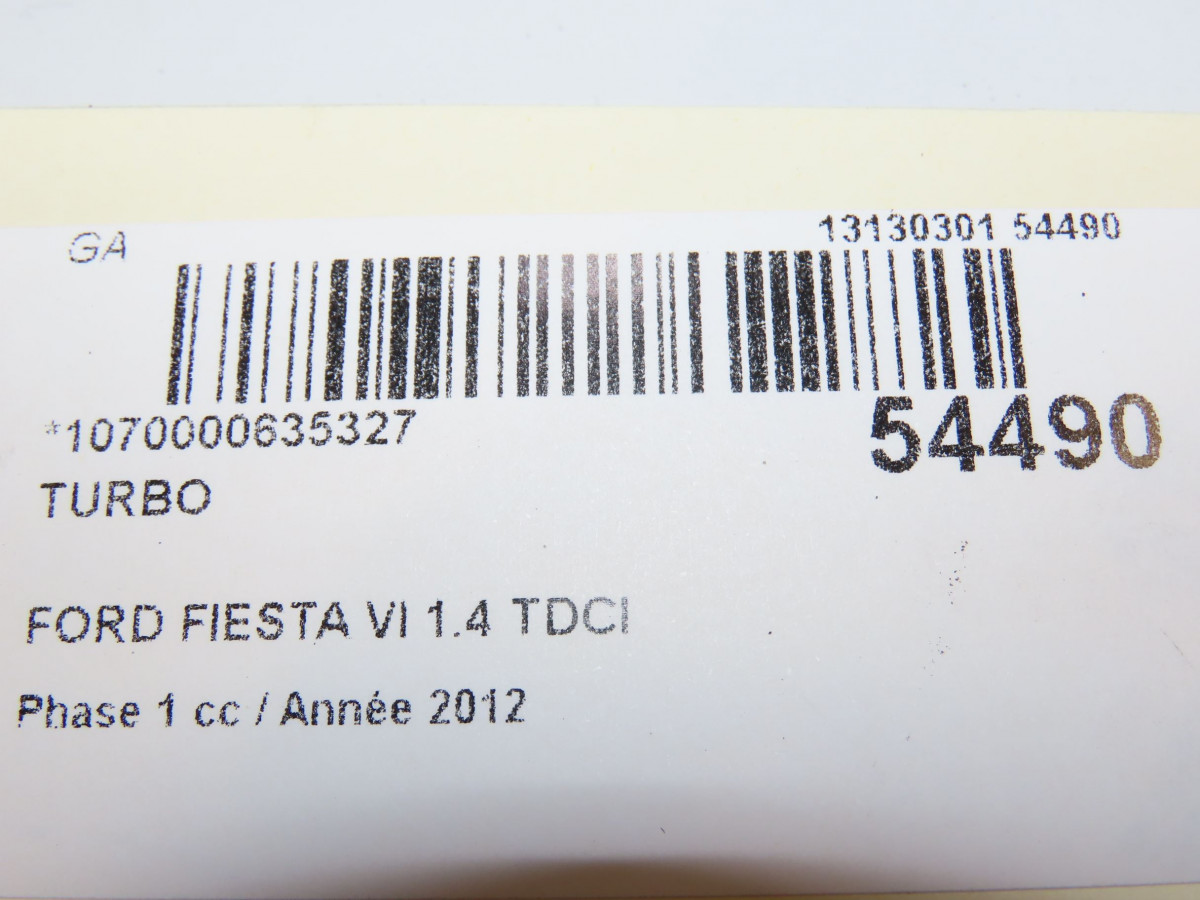 GA
13130301 54490
*1070000635327
54490
TURBO
FORD FIESTA VI 1.4 TDCI
Phase 1 cc / Année 2012